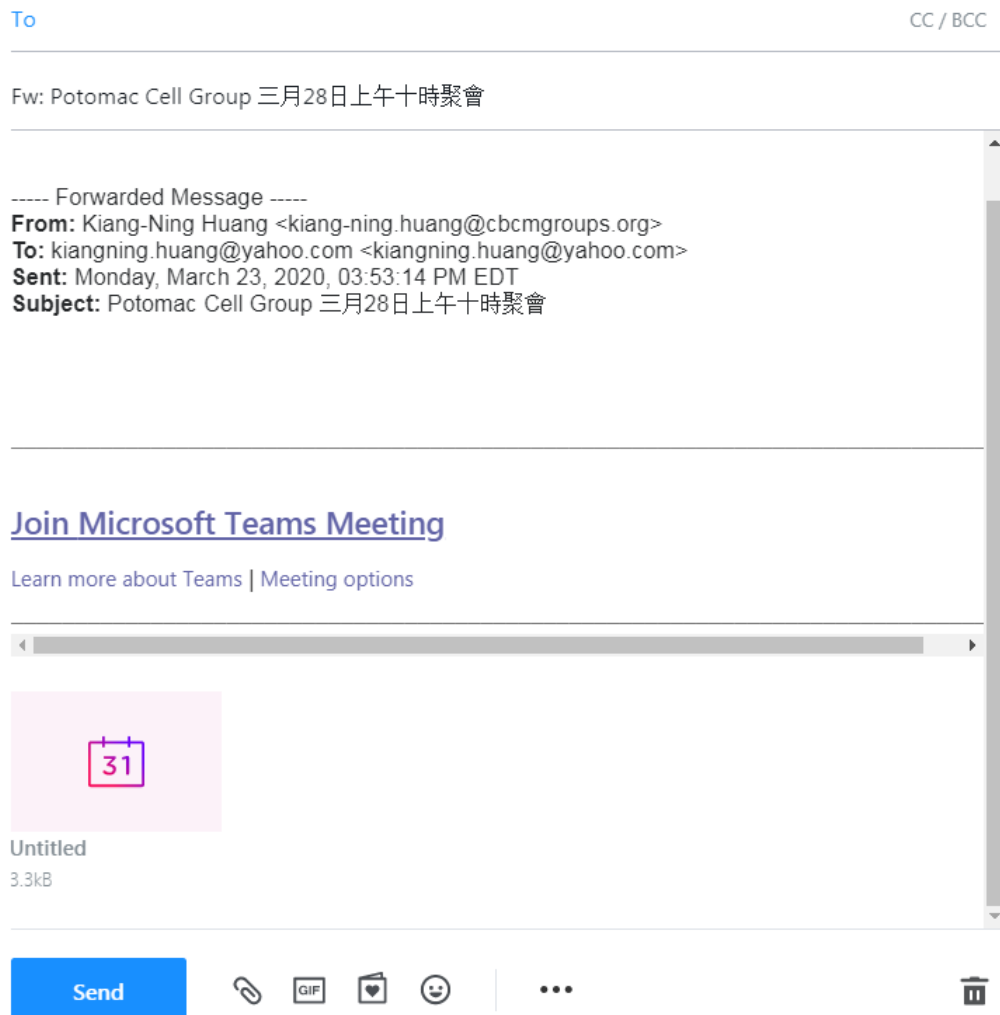 To CC / BCC
Fw: Potomac Cell Group 三月28日上午十時聚會
----- Forwarded Message -----
From: Kiang-Ning Huang <kiang-ning.huang@cbcmgroups.org>
To: kiangning.huang@yahoo.com <kiangning.huang@yahoo.com>
Sent: Monday, March 23, 2020, 03:53:14 PM EDT
Subject: Potomac Cell Group 三月28日上午十時聚會
Join Microsoft Teams Meeting
Learn more about Teams | Meeting options
31
Untitled
3.3kB
Send GIF